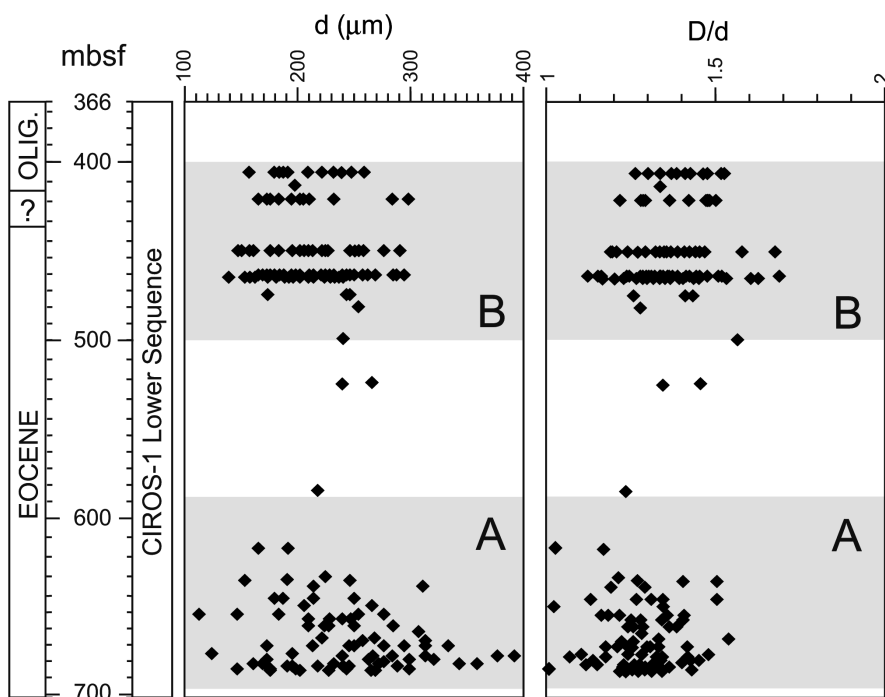 d (μm)
D/d
mbsf
100
200
300
400
1
1.5
2
366
400
500
600
700
OLIG.
?
EOCENE
CIROS-1 Lower Sequence
B
B
A
A